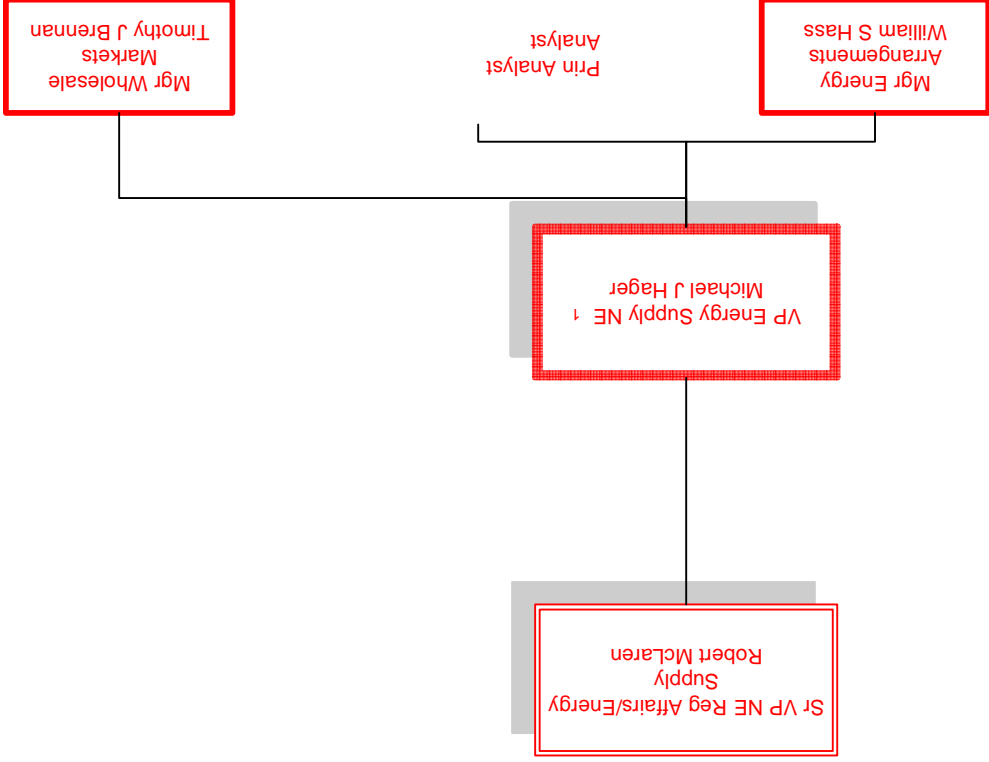 Sr VP NE Reg Affairs/Energy
Supply
Robert McLaren
VP Energy Supply NE 1
Michael J Hager
Mgr Energy
Arrangements
William S Hass
Prin Analyst
Analyst
Mgr Wholesale
Markets
Timothy J Brennan